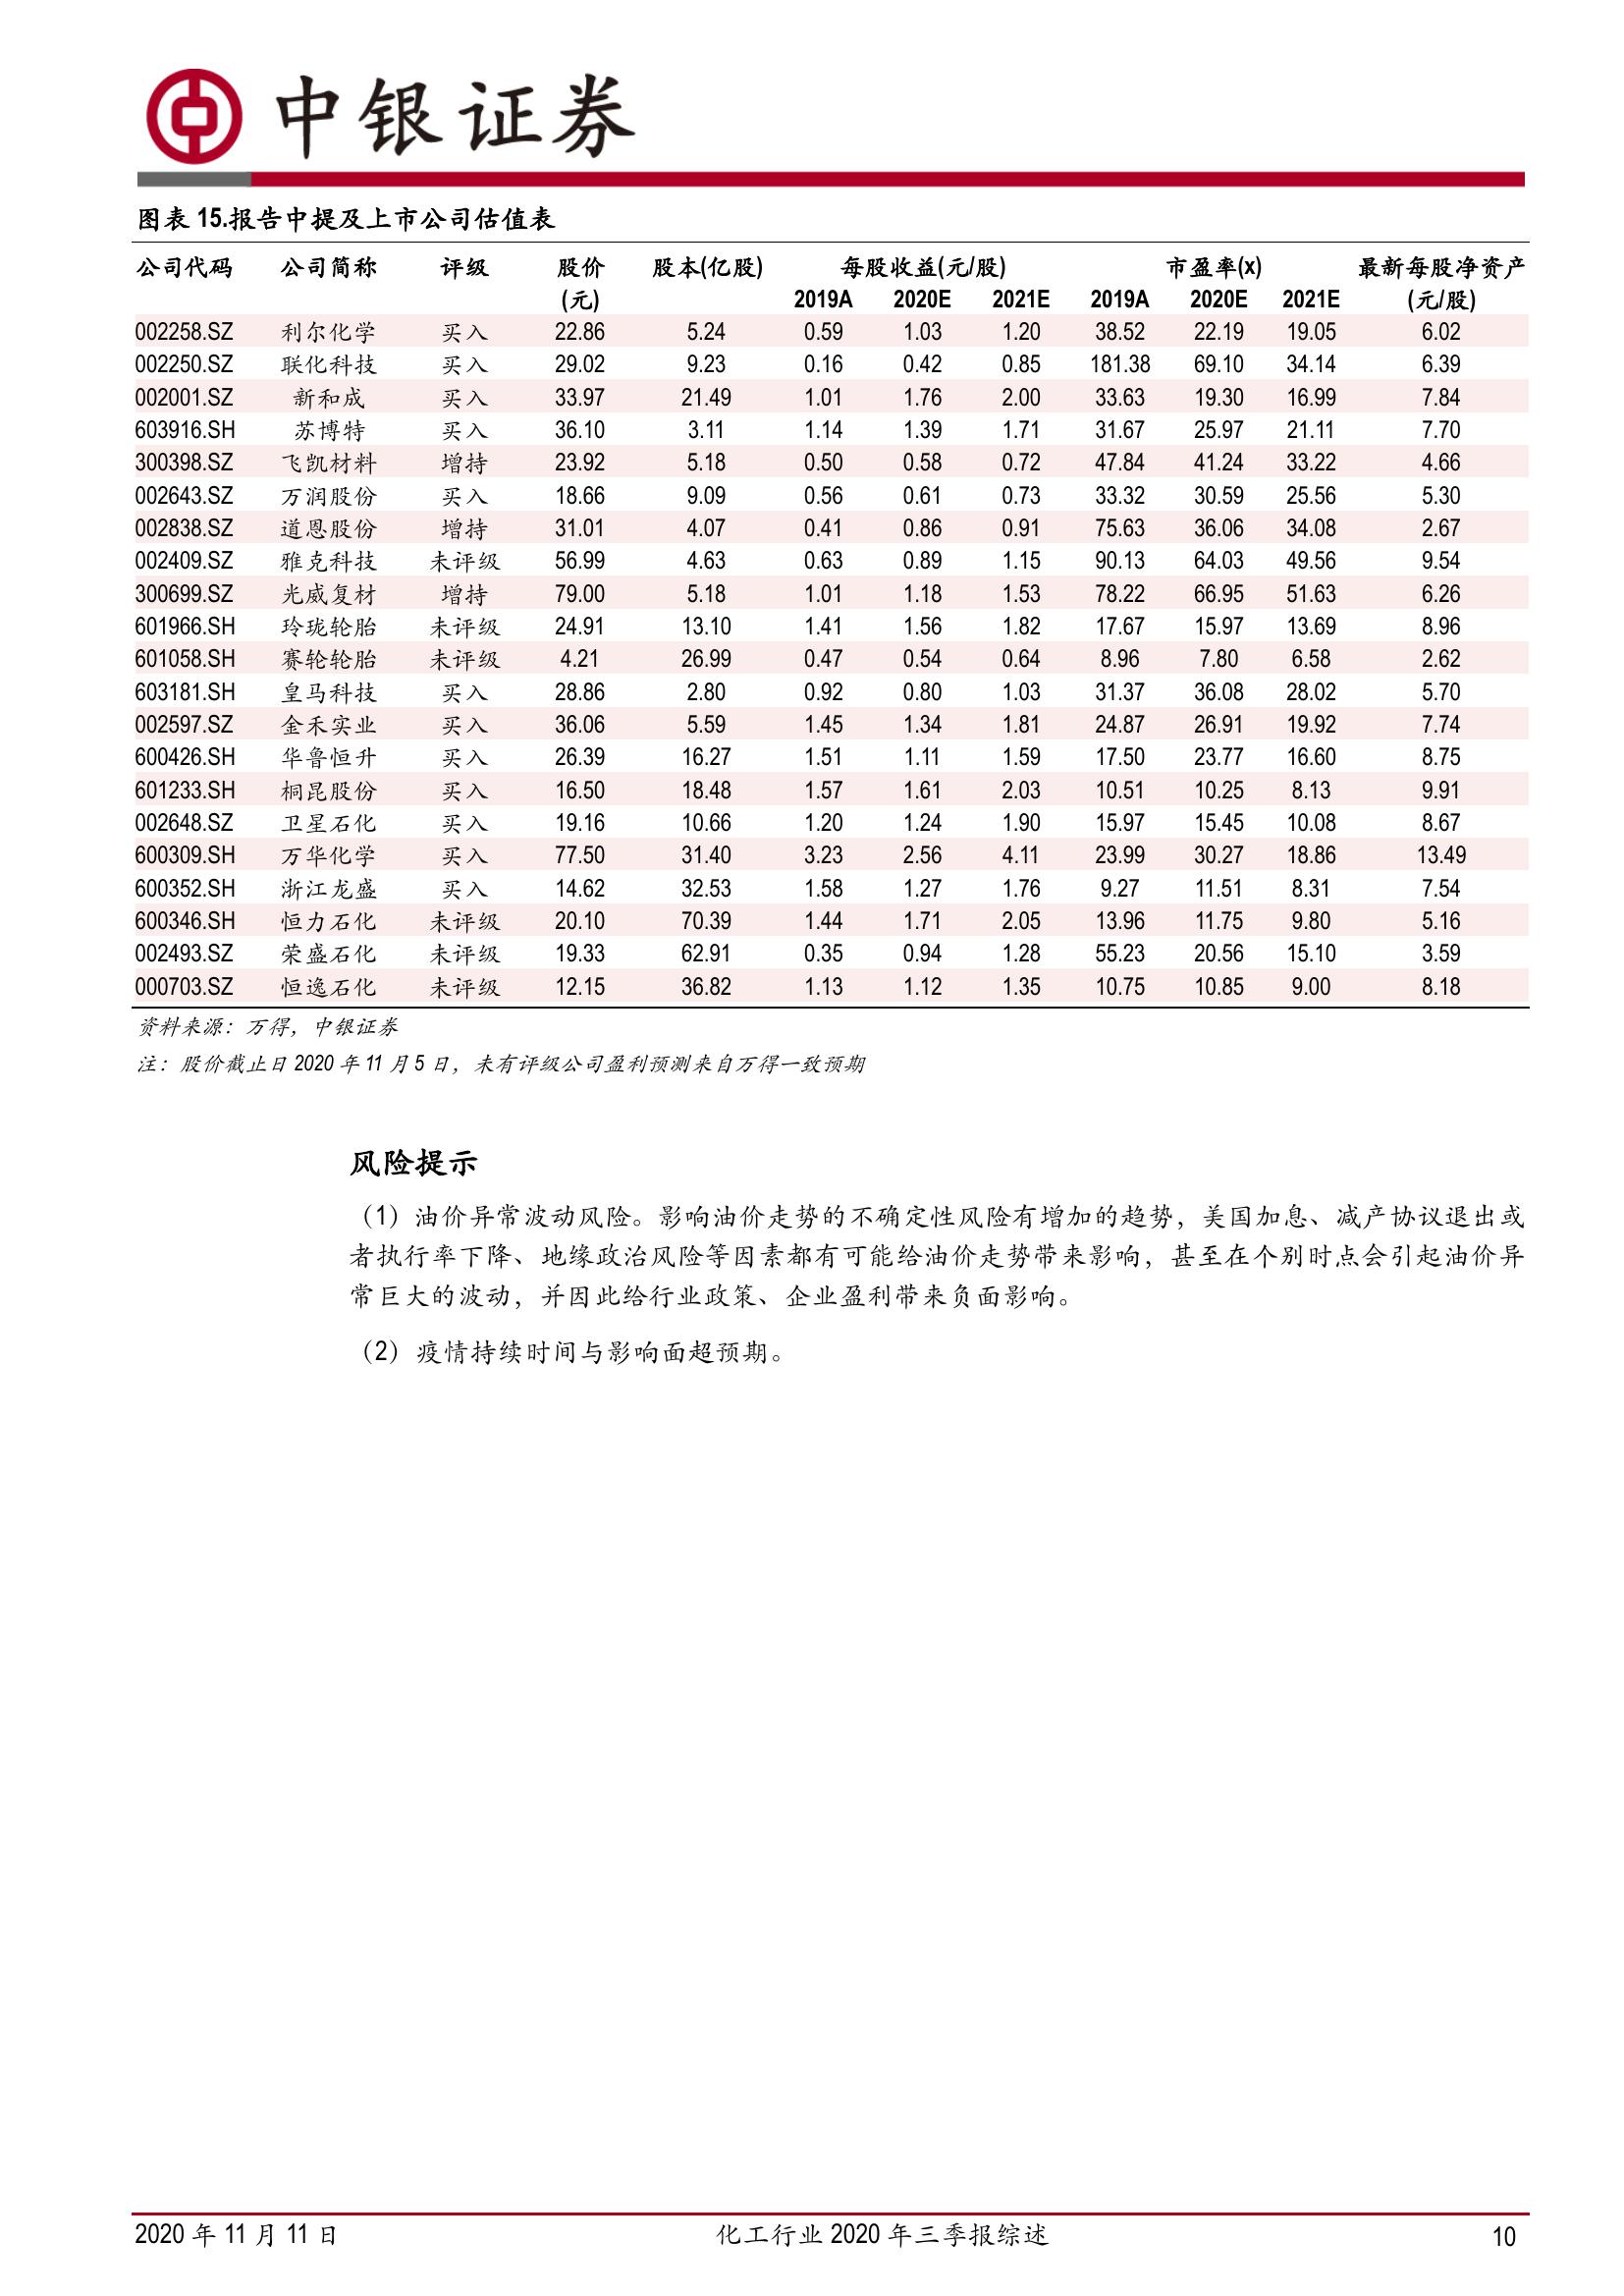 中银证券
图表 15.报告中提及上市公司估值表
公司代码 公司简称 评级 股价 股本(亿股) 每股收益(元/股) 市盈率(x) 最新每股净资产
(元) 2019A 2020E 2021E 2019A 2020E 2021E (元/股)
002258.SZ 利尔化学 买入 22.86 5.24 0.59 1.03 1.20 38.52 22.19 19.05 6.02
002250.SZ 联化科技 买入 29.02 9.23 0.16 0.42 0.85 181.38 69.10 34.14 6.39
002001.SZ 新和成 买入 33.97 21.49 1.01 1.76 2.00 33.63 19.30 16.99 7.84
603916.SH 苏博特 买入 36.10 3.11 1.14 1.39 1.71 31.67 25.97 21.11 7.70
300398.SZ 飞凯材料 增持 23.92 5.18 0.50 0.58 0.72 47.84 41.24 33.22 4.66
002643.SZ 万润股份 买入 18.66 9.09 0.56 0.61 0.73 33.32 30.59 25.56 5.30
002838.SZ 道恩股份 增持 31.01 4.07 0.41 0.86 0.91 75.63 36.06 34.08 2.67
002409.SZ 雅克科技 未评级 56.99 4.63 0.63 0.89 1.15 90.13 64.03 49.56 9.54
300699.SZ 光威复材 增持 79.00 5.18 1.01 1.18 1.53 78.22 66.95 51.63 6.26
601966.SH 玲珑轮胎 未评级 24.91 13.10 1.41 1.56 1.82 17.67 15.97 13.69 8.96
601058.SH 赛轮轮胎 未评级 4.21 26.99 0.47 0.54 0.64 8.96 7.80 6.58 2.62
603181.SH 皇马科技 买入 28.86 2.80 0.92 0.80 1.03 31.37 36.08 28.02 5.70
002597.SZ 金禾实业 买入 36.06 5.59 1.45 1.34 1.81 24.87 26.91 19.92 7.74
600426.SH 华鲁恒升 买入 26.39 16.27 1.51 1.11 1.59 17.50 23.77 16.60 8.75
601233.SH 桐昆股份 买入 16.50 18.48 1.57 1.61 2.03 10.51 10.25 8.13 9.91
002648.SZ 卫星石化 买入 19.16 10.66 1.20 1.24 1.90 15.97 15.45 10.08 8.67
600309.SH 万华化学 买入 77.50 31.40 3.23 2.56 4.11 23.99 30.27 18.86 13.49
600352.SH 浙江龙盛 买入 14.62 32.53 1.58 1.27 1.76 9.27 11.51 8.31 7.54
600346.SH 恒力石化 未评级 20.10 70.39 1.44 1.71 2.05 13.96 11.75 9.80 5.16
002493.SZ 荣盛石化 未评级 19.33 62.91 0.35 0.94 1.28 55.23 20.56 15.10 3.59
000703.SZ 恒逸石化 未评级 12.15 36.82 1.13 1.12 1.35 10.75 10.85 9.00 8.18
资料来源：万得，中银证券
注：股价截止日 2020 年 11 月 5 日，未有评级公司盈利预测来自万得一致预期
风险提示
（1）油价异常波动风险。影响油价走势的不确定性风险有增加的趋势，美国加息、减产协议退出或
者执行率下降、地缘政治风险等因素都有可能给油价走势带来影响，甚至在个别时点会引起油价异
常巨大的波动，并因此给行业政策、企业盈利带来负面影响。
（2）疫情持续时间与影响面超预期。
2020 年 11 月 11 日 化工行业 2020 年三季报综述 10